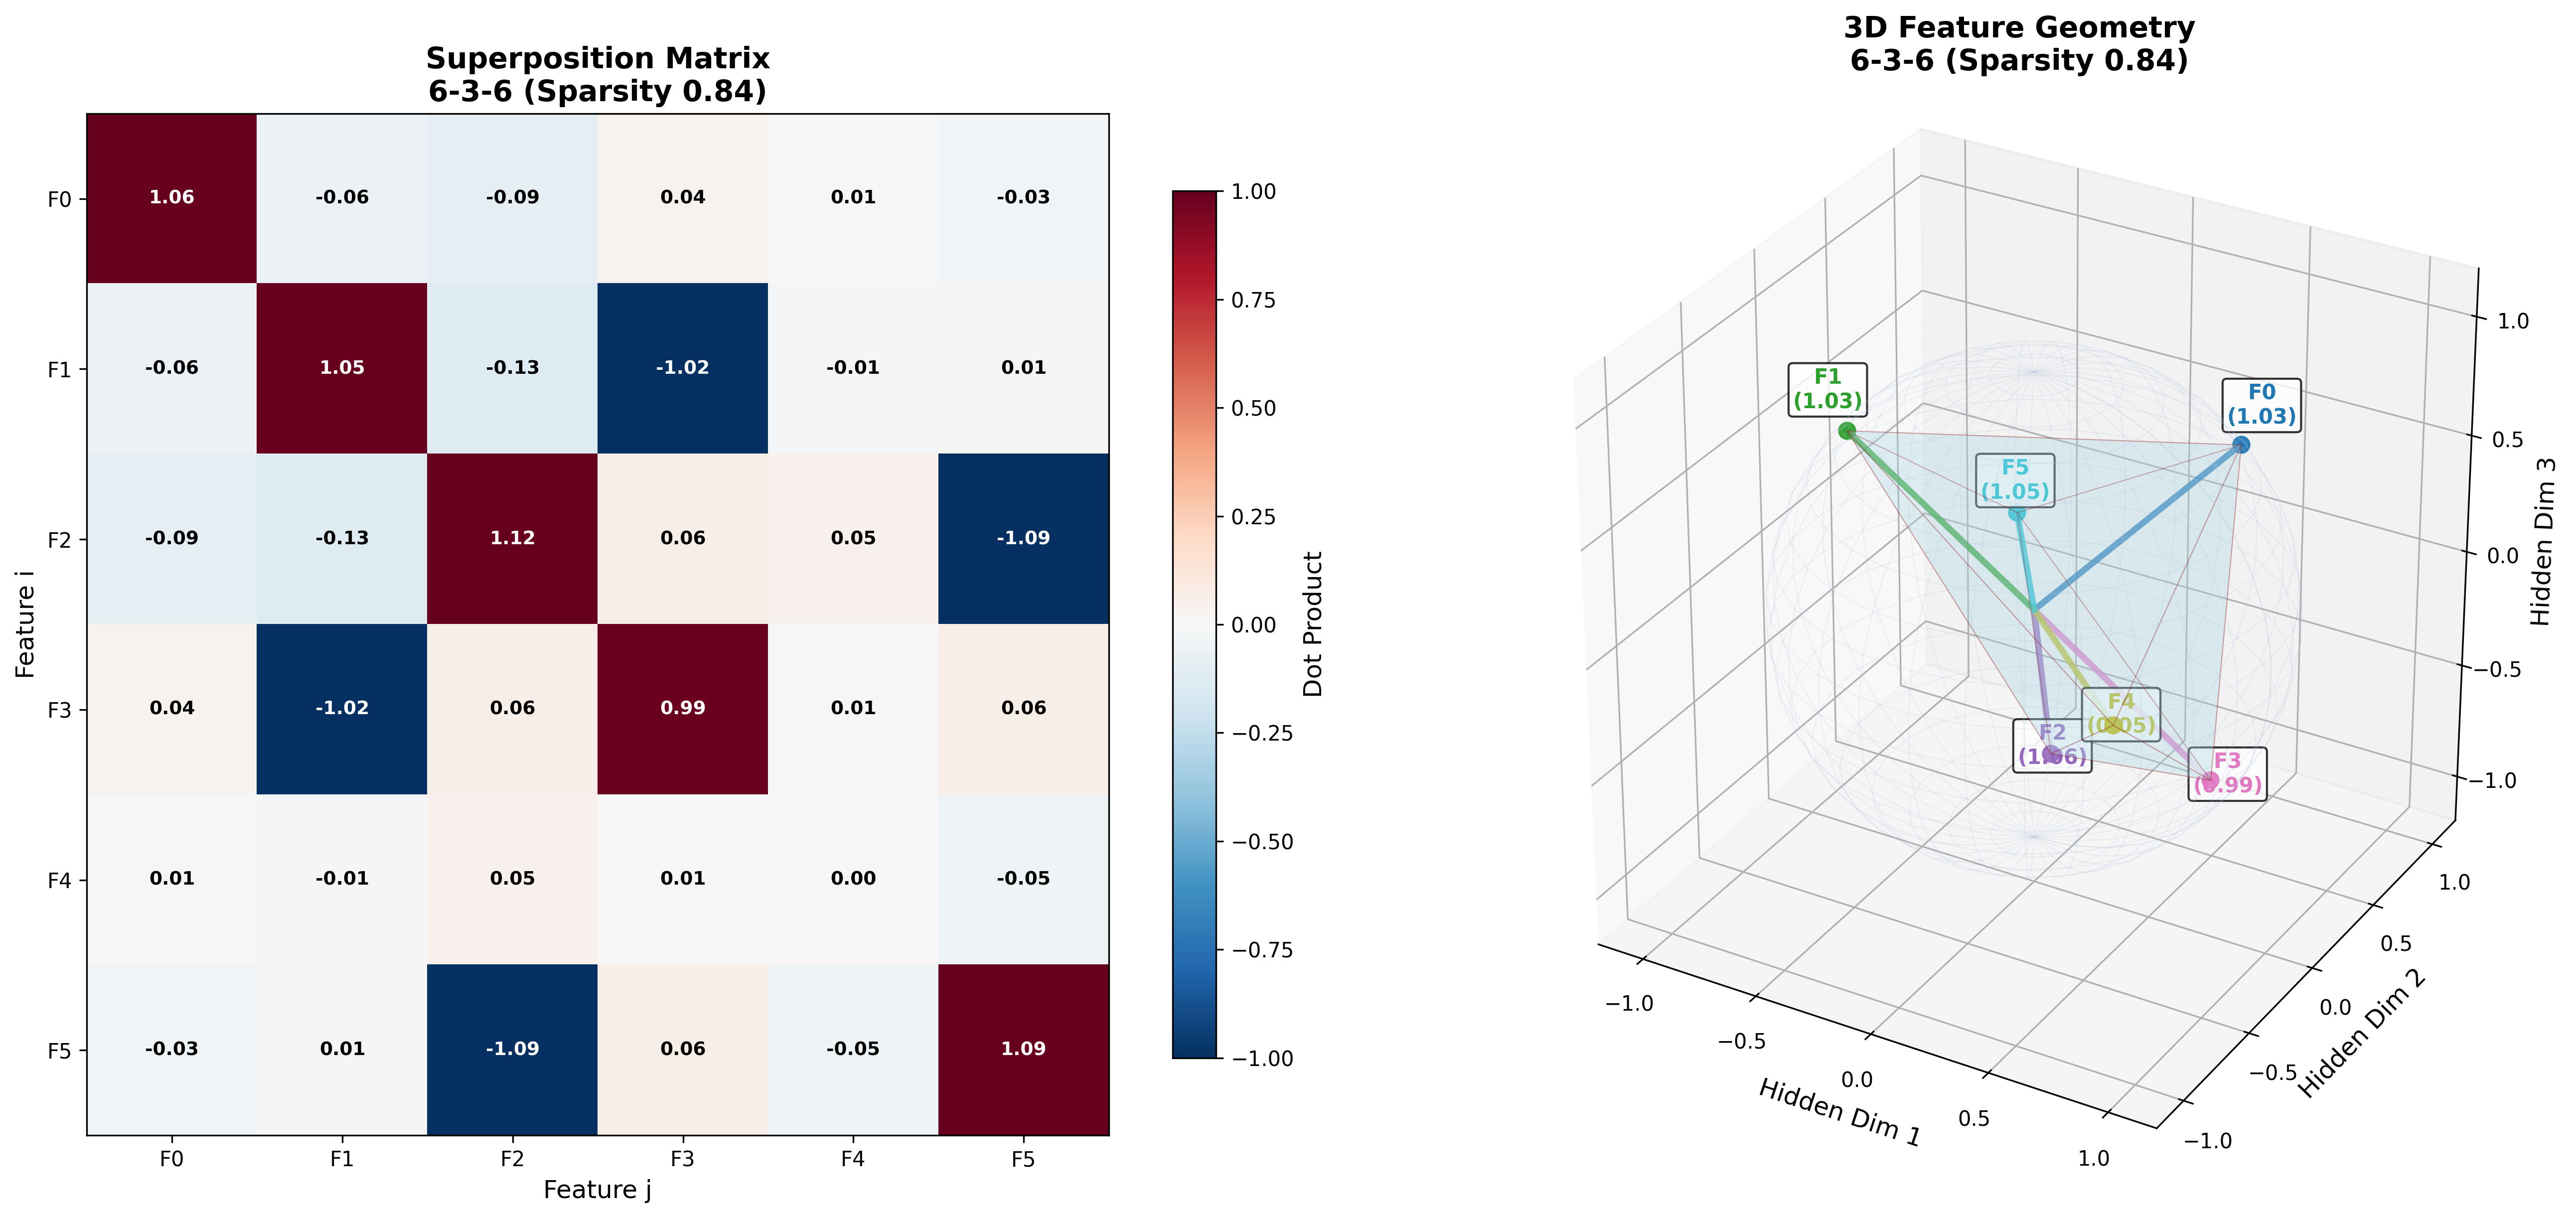 Superposition Matrix
6-3-6 (Sparsity 0.84)
F0 1.06 -0.06 -0.09 0.04 0.01 -0.03
F1 -0.06 1.05 -0.13 -1.02 -0.01 0.01
F2 -0.09 -0.13 1.12 0.06 0.05 -1.09
F3 0.04 -1.02 0.06 0.99 0.01 0.06
F4 0.01 -0.01 0.05 0.01 0.00 -0.05
F5 -0.03 0.01 -1.09 0.06 -0.05 1.09
F0 F1 F2 F3 F4 F5
Feature j
Feature i
1.00
0.75
0.50
0.25
0.00
−0.25
−0.50
−0.75
−1.00
Dot Product
3D Feature Geometry
6-3-6 (Sparsity 0.84)
F1
(1.03)
F0
(1.03)
F5
(1.05)
F4
(0.05)
F2
(1.06)
F3
(0.99)
1.0
0.5
0.0
−0.5
−1.0
Hidden Dim 3
1.0
0.5
0.0
−0.5
−1.0
Hidden Dim 2
−1.0
−0.5
0.0
0.5
1.0
Hidden Dim 1